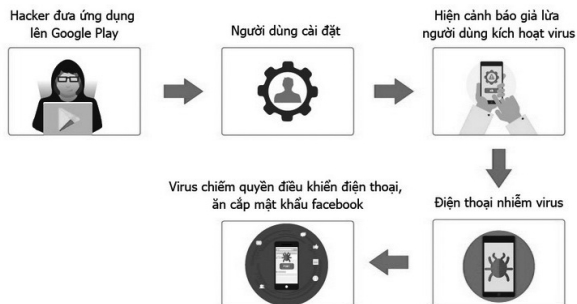 Hacker đưa ứng dụng
lên Google Play
Người dùng cài đặt
Hiện cảnh báo giả lừa
người dùng kích hoạt virus
Điện thoại nhiễm virus
Virus chiếm quyền điều khiển điện thoại,
ăn cắp mật khẩu facebook